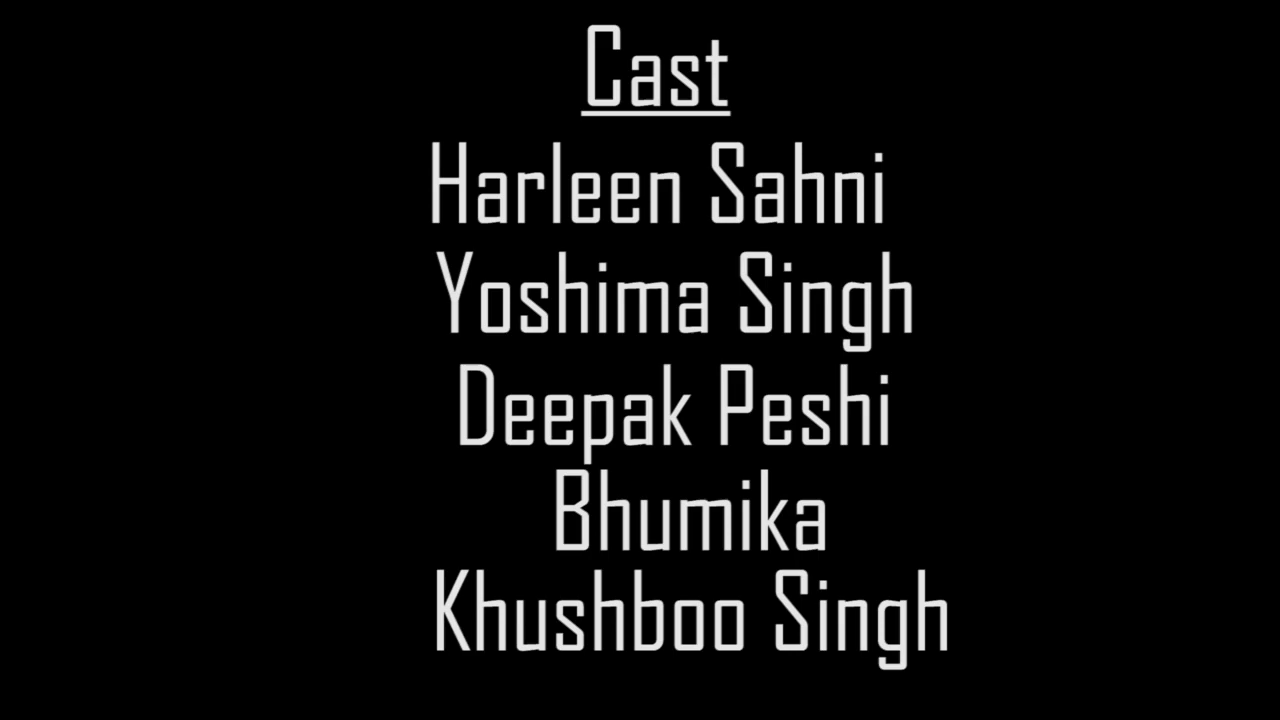 Cast
Harleen Sahni
Yoshima Singh
Deepak Peshi
Bhumika
Khushboo Singh